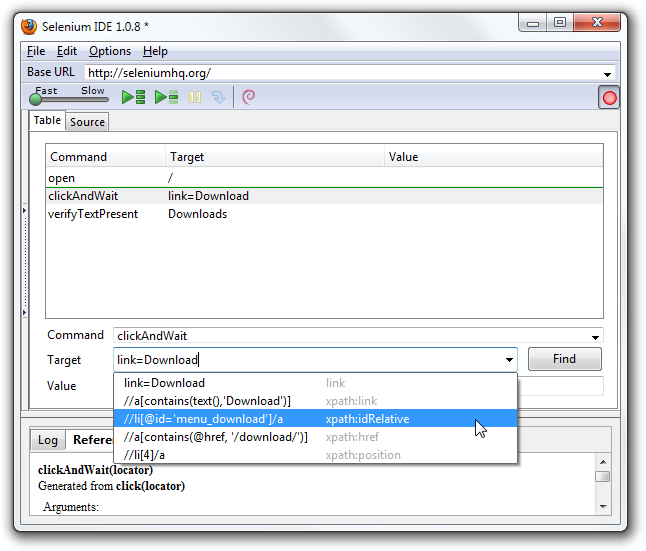 Selenium IDE 1.0.8 *
File Edit Options Help
Base URL http://seleniumhq.org/
Fast Slow
Table Source
Command Target Value
open /
clickAndWait link=Download
verifyTextPresent Downloads
Command clickAndWait
Target link=Download Find
Value
link=Download link
//a[contains(text(),'Download')] xpath:link
//li[@id='menu_download']/a xpath:idRelative
//a[contains(@href, '/download/')] xpath:href
//li[4]/a xpath:position
Log
clickAndWait(locator)
Generated from click(locator)
Arguments: